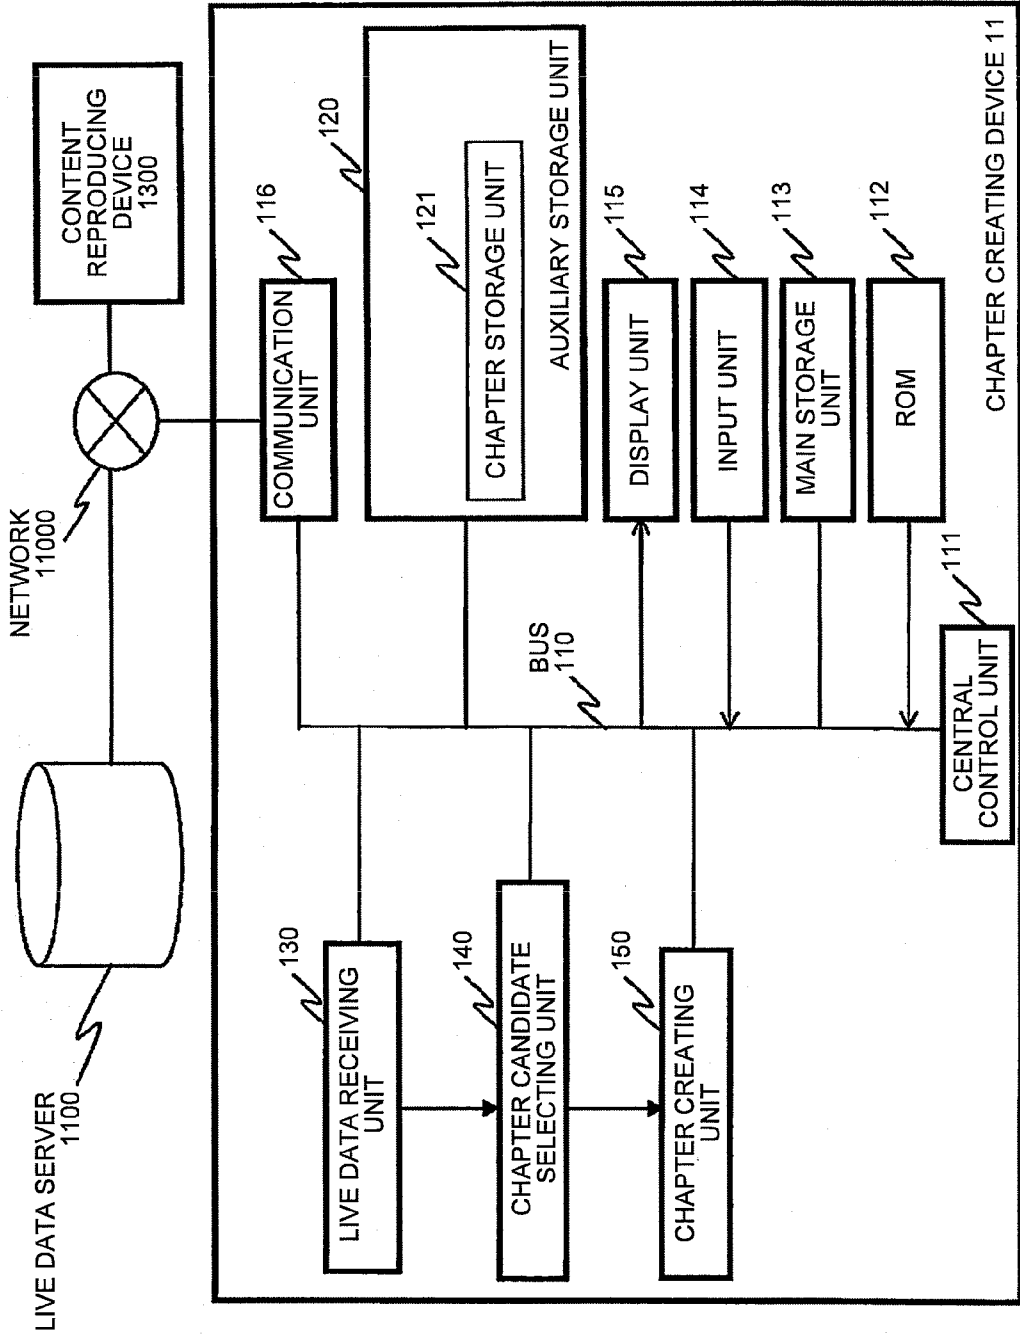 LIVE DATA SERVER
1100
NETWORK
11000
CONTENT
REPRODUCING
DEVICE
1300
COMMUNICATION
UNIT
116
120
121
CHAPTER STORAGE UNIT
AUXILIARY STORAGE UNIT
130
LIVE DATA RECEIVING
UNIT
140
CHAPTER CANDIDATE
SELECTING UNIT
150
CHAPTER CREATING
UNIT
BUS
110
DISPLAY UNIT
115
INPUT UNIT
114
MAIN STORAGE
UNIT
113
ROM
112
CENTRAL
CONTROL UNIT
111
CHAPTER CREATING DEVICE 11